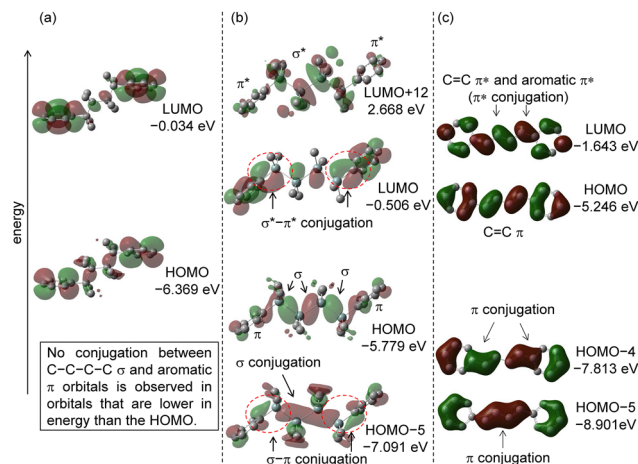 (a)
energy
LUMO
−0.034 eV
HOMO
−6.369 eV
No conjugation between
C−C−C−C σ and aromatic
π orbitals is observed in
orbitals that are lower in
energy than the HOMO.
(b)
σ*
π*
π*
LUMO+12
2.668 eV
LUMO
−0.506 eV
σ*−π* conjugation
σ
σ
π
π
HOMO
−5.779 eV
σ conjugation
HOMO-5
−7.091 eV
σ−π conjugation
(c)
C=C π* and aromatic π*
(π* conjugation)
LUMO
−1.643 eV
HOMO
−5.246 eV
C=C π
π conjugation
HOMO-4
−7.813 eV
HOMO-5
−8.901eV
π conjugation